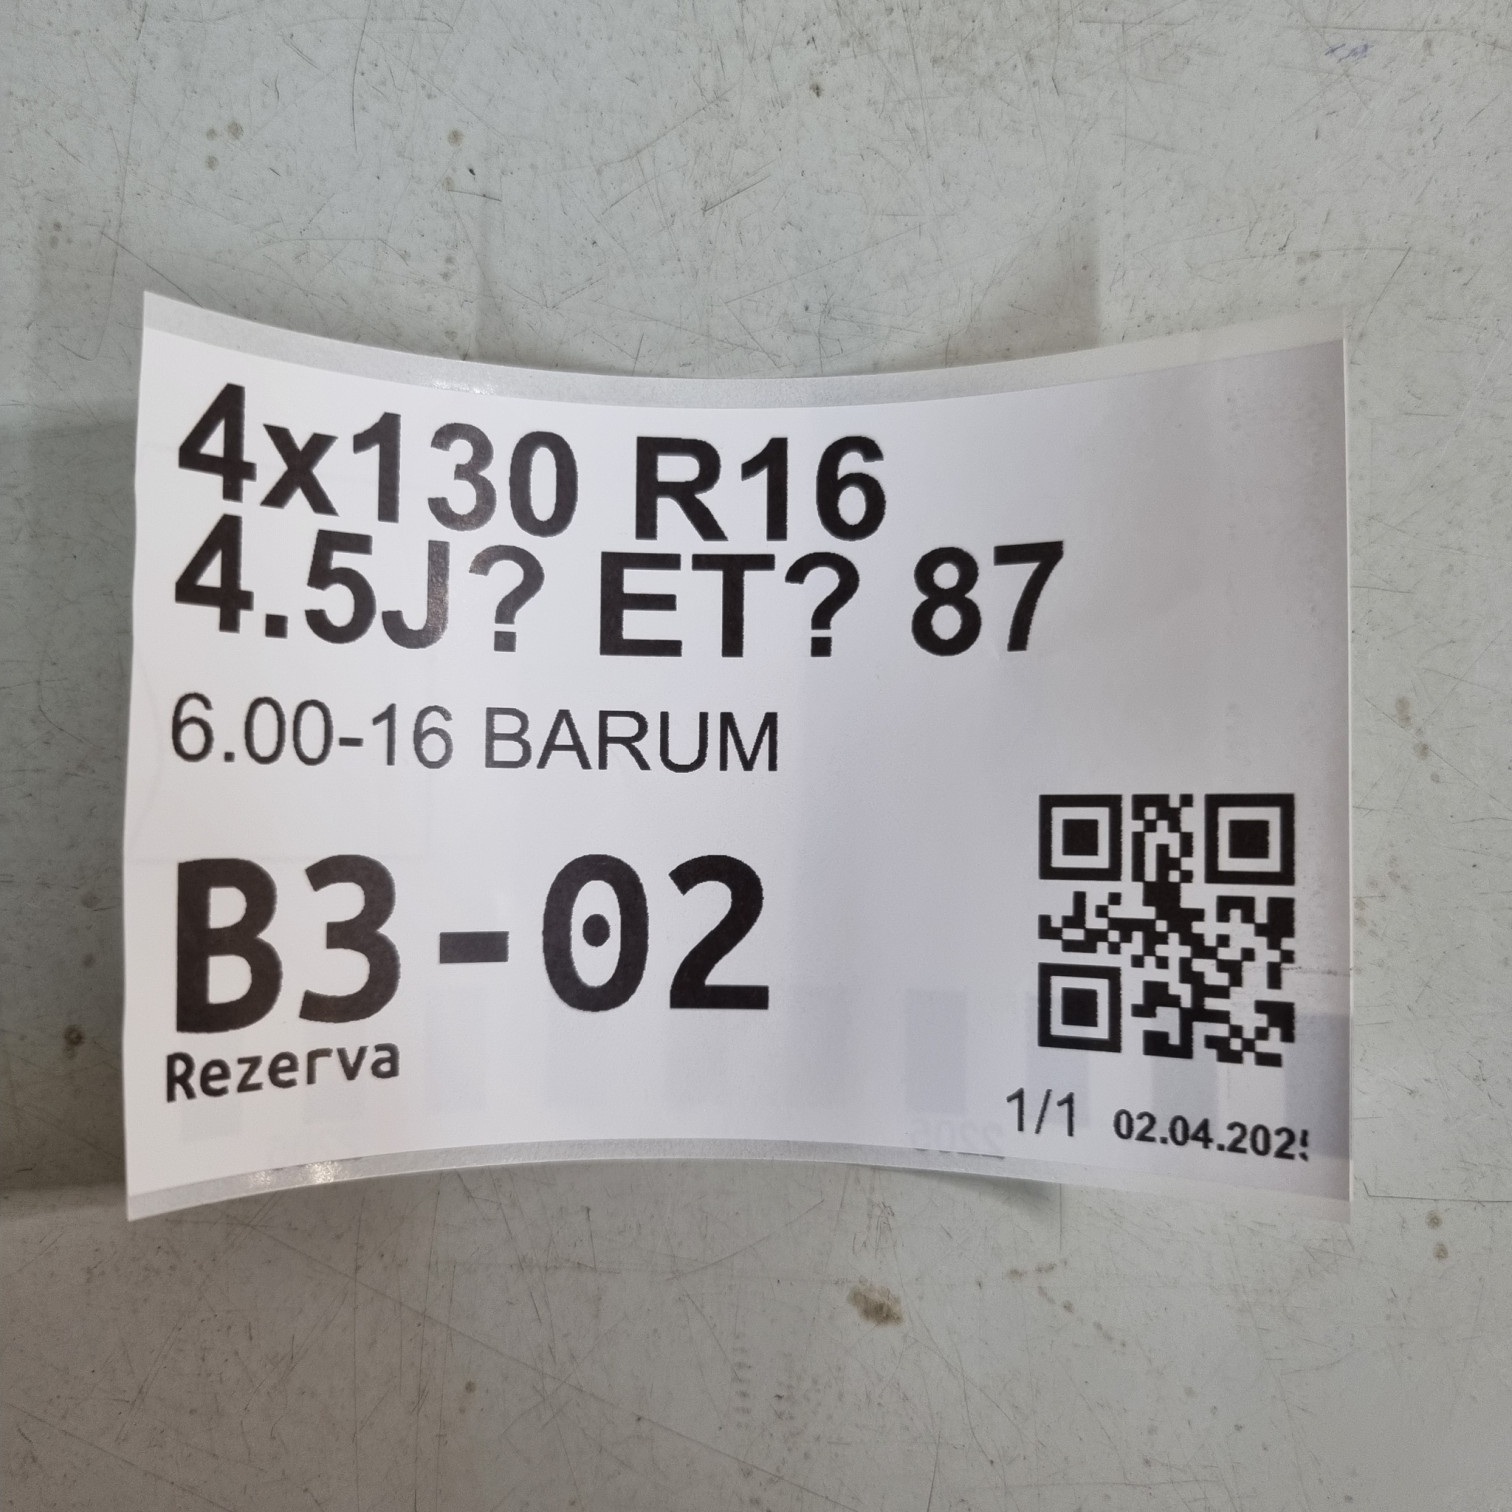 4x130 R16
4.5J? ET? 87
6.00-16 BARUM
B3-02
Rezerva
1/1 02.04.2025